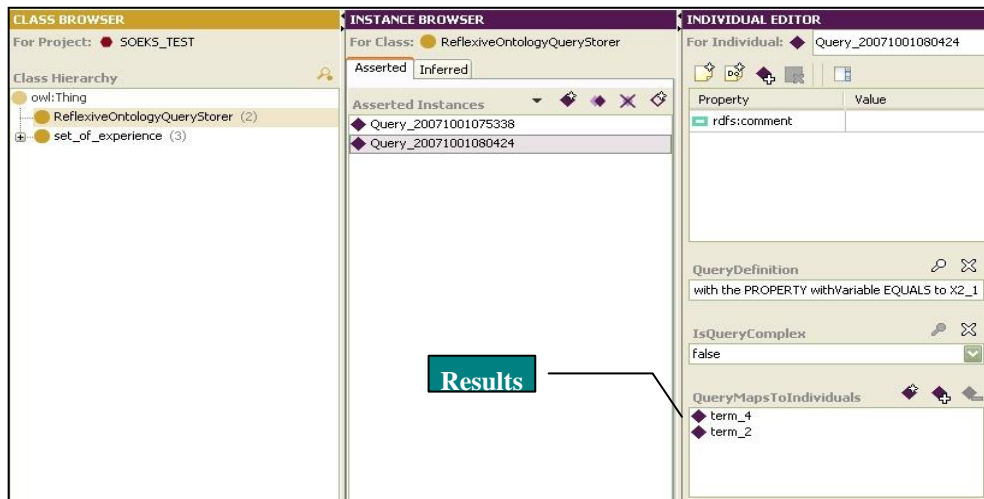 CLASS BROWSER
For Project: SOEKS_TEST
Class Hierarchy
owl:Thing
ReflexiveOntologyQueryStorer (2)
set_of_experience (3)
INSTANCE BROWSER
For Class: ReflexiveOntologyQueryStorer
Asserted Inferred
Asserted Instances
Query_20071001075338
Query_20071001080424
INDIVIDUAL EDITOR
For Individual: Query_20071001080424
Property Value
rdfs:comment
QueryDefinition
with the PROPERTY withVariable EQUALS to X2_1
IsQueryComplex
false
QueryMapsToIndividuals
term_4
term_2
Results